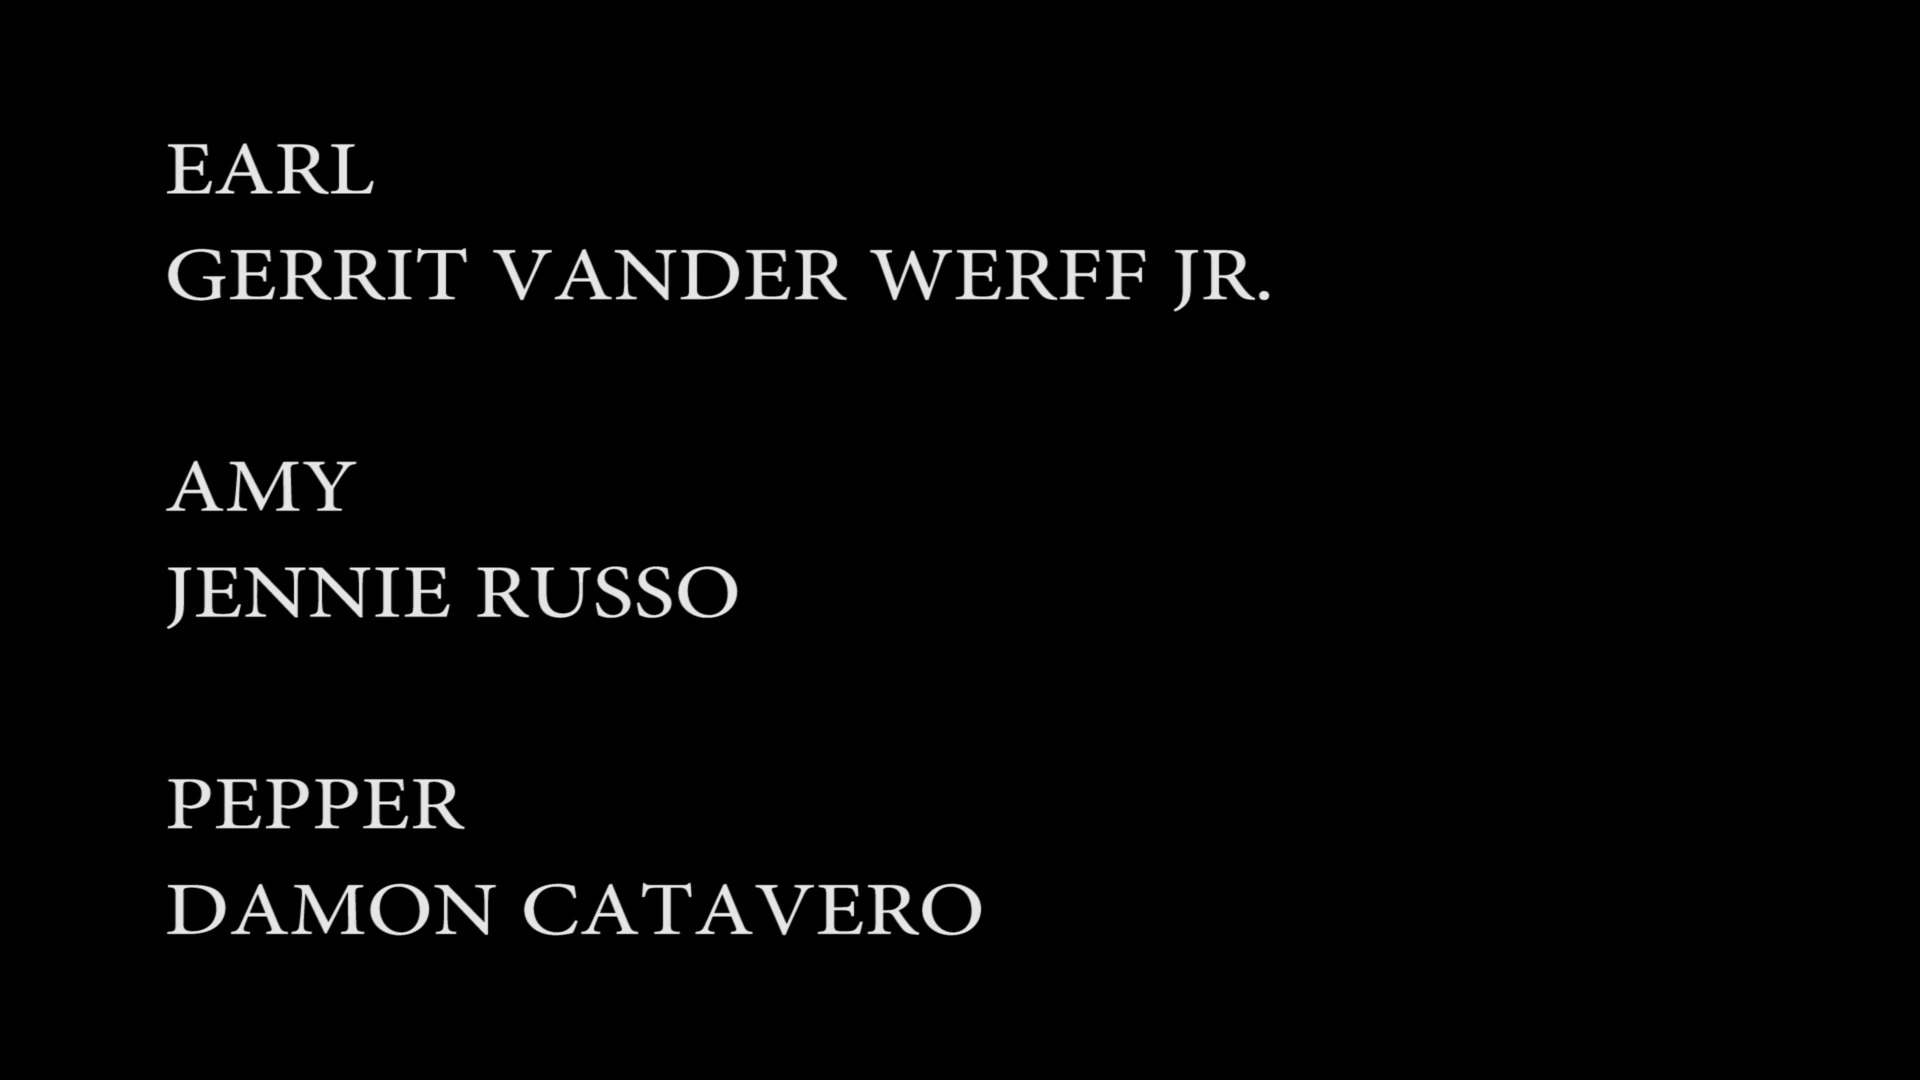 EARL
GERRIT VANDER WERFF JR.
AMY
JENNIE RUSSO
PEPPER
DAMON CATAVERO